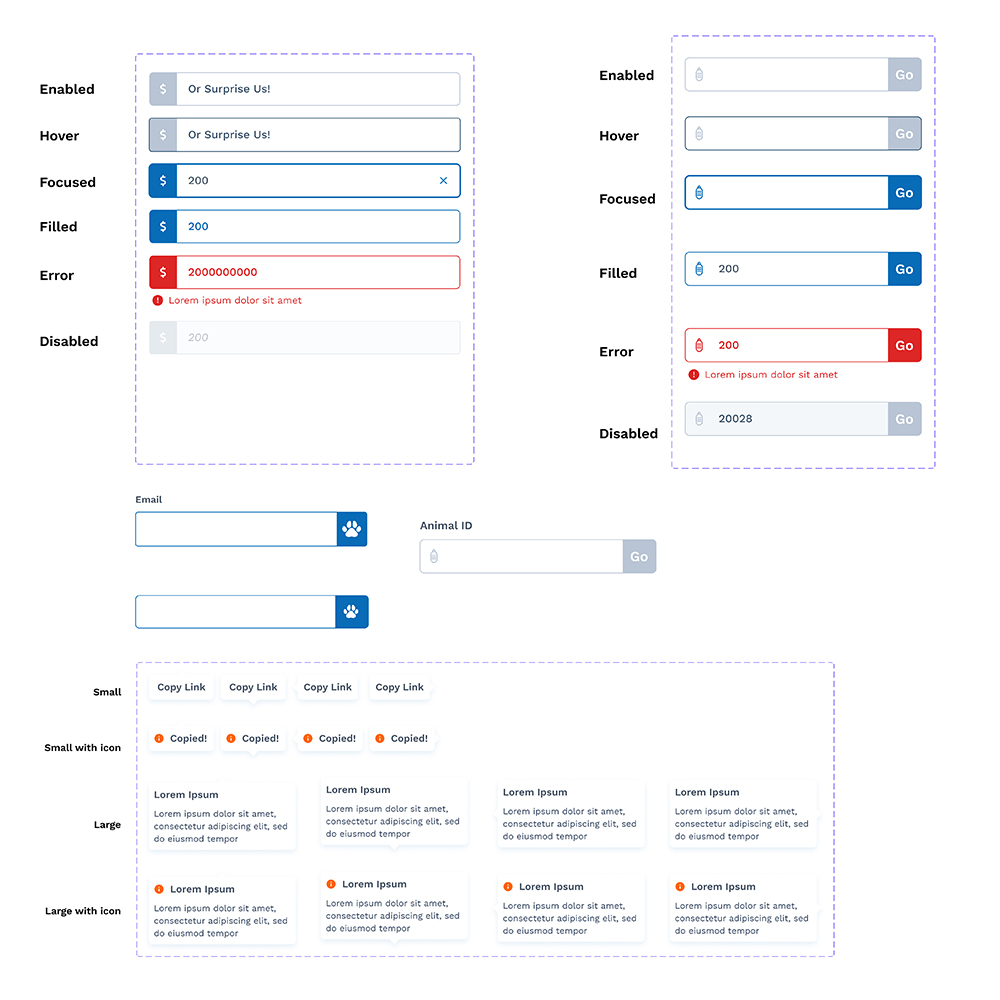 Enabled
$ Or Surprise Us!
Hover
$ Or Surprise Us!
Focused
$ 200 ×
Filled
$ 200
Error
$ 2000000000
! Lorem ipsum dolor sit amet
Disabled
$ 200
Enabled
Go
Hover
Go
Focused
Go
Filled
200 Go
Error
200 Go
! Lorem ipsum dolor sit amet
Disabled
20028 Go
Email
Animal ID
Go
Small
Copy Link Copy Link Copy Link Copy Link
Small with icon
Copied! Copied! Copied! Copied!
Large
Lorem Ipsum
Lorem ipsum dolor sit amet,
consectetur adipiscing elit, sed
do eiusmod tempor
Lorem Ipsum
Lorem ipsum dolor sit amet,
consectetur adipiscing elit, sed
do eiusmod tempor
Lorem Ipsum
Lorem ipsum dolor sit amet,
consectetur adipiscing elit, sed
do eiusmod tempor
Lorem Ipsum
Lorem ipsum dolor sit amet,
consectetur adipiscing elit, sed
do eiusmod tempor
Large with icon
Lorem Ipsum
Lorem ipsum dolor sit amet,
consectetur adipiscing elit, sed
do eiusmod tempor
Lorem Ipsum
Lorem ipsum dolor sit amet,
consectetur adipiscing elit, sed
do eiusmod tempor
Lorem Ipsum
Lorem ipsum dolor sit amet,
consectetur adipiscing elit, sed
do eiusmod tempor
Lorem Ipsum
Lorem ipsum dolor sit amet,
consectetur adipiscing elit, sed
do eiusmod tempor